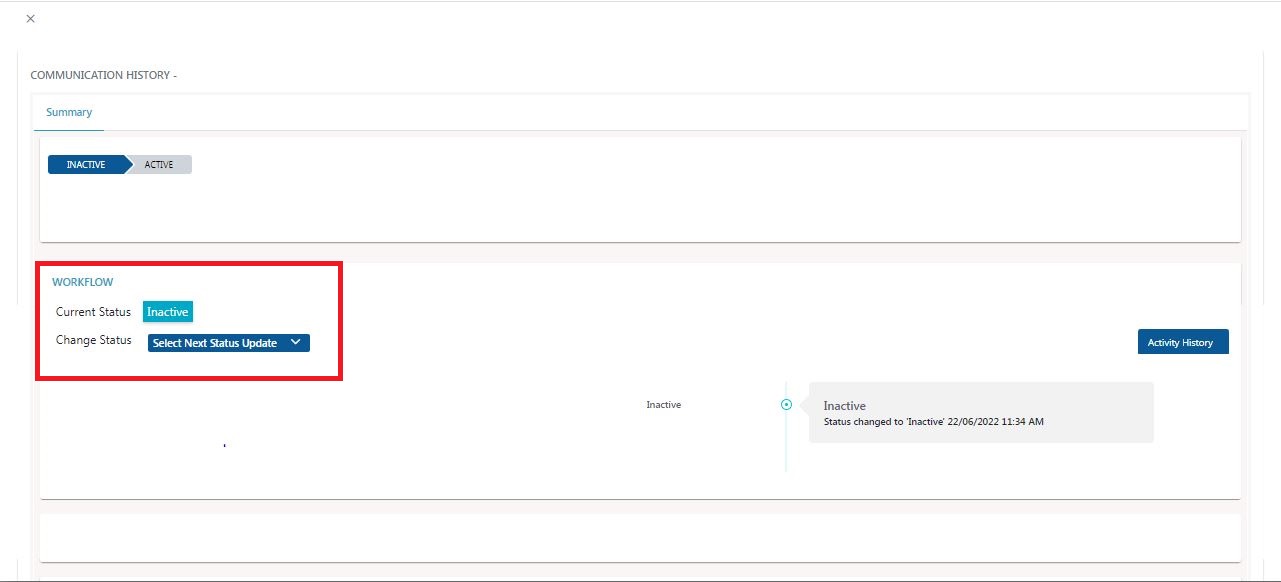 COMMUNICATION HISTORY -
Summary
INACTIVE ACTIVE
WORKFLOW
Current Status Inactive
Change Status Select Next Status Update
Activity History
Inactive
Inactive
Status changed to 'Inactive' 22/06/2022 11:34 AM